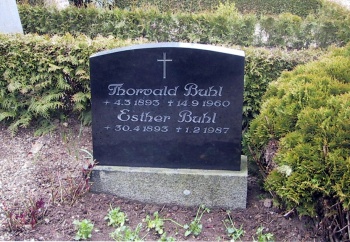 Thorvald Buhl
+ 4.3 1893 + 14.9 1960
Esther Buhl
+ 30.4 1893 + 1.2 1987